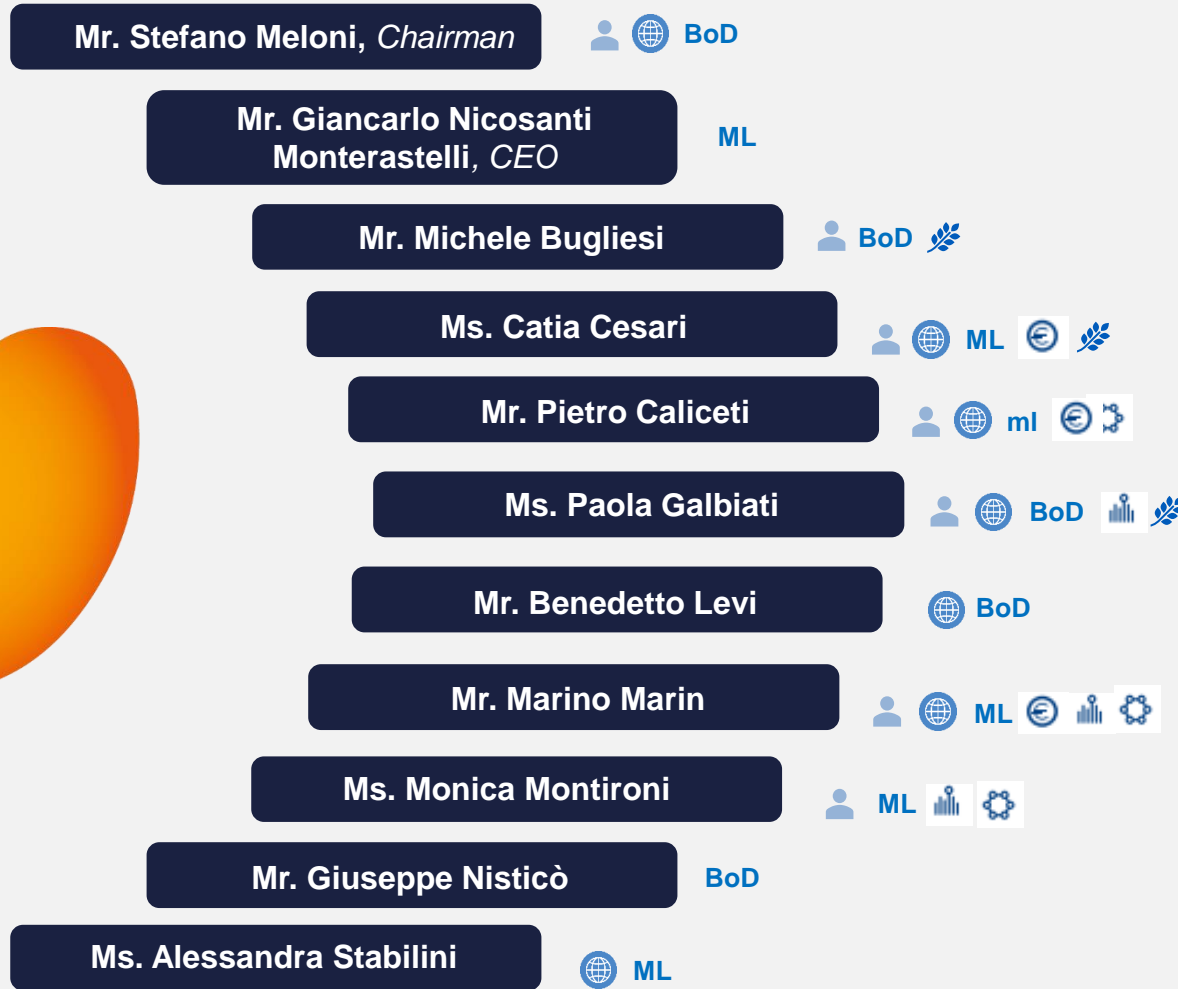 Mr. Stefano Meloni, Chairman BoD
Mr. Giancarlo Nicosanti
Monterastelli, CEO ML
Mr. Michele Bugliesi BoD
Ms. Catia Cesari ML
Mr. Pietro Caliceti ml
Ms. Paola Galbiati BoD
Mr. Benedetto Levi BoD
Mr. Marino Marin ML
Ms. Monica Montironi ML
Mr. Giuseppe Nisticò BoD
Ms. Alessandra Stabilini ML